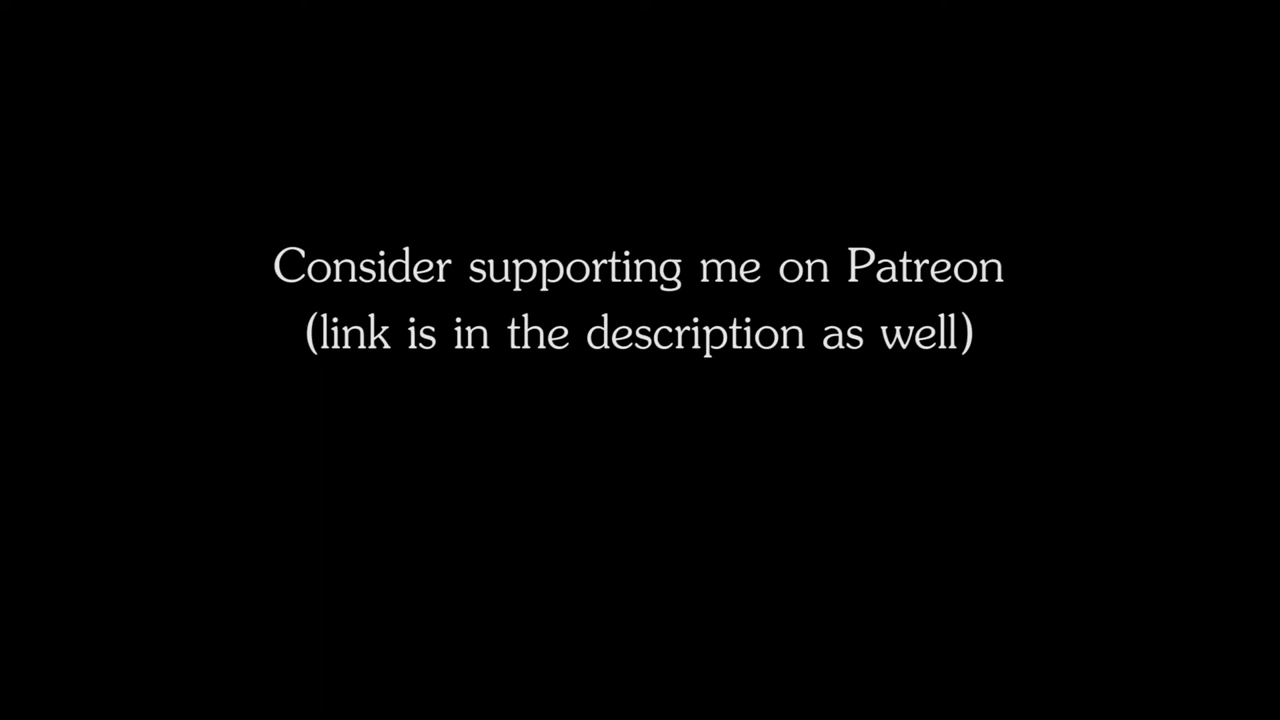 Consider supporting me on Patreon
(link is in the description as well)